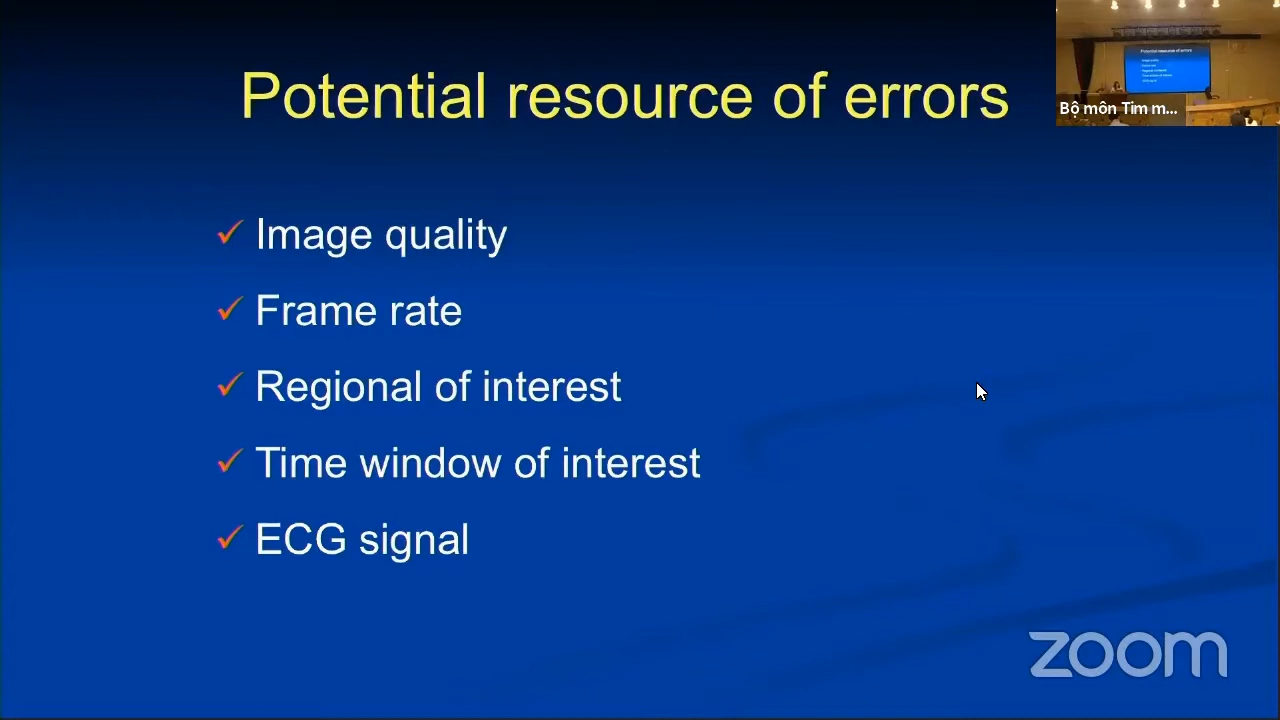 Potential resource of errors
Bộ môn Tim m...
Image quality
Frame rate
Regional of interest
Time window of interest
ECG signal
zoom